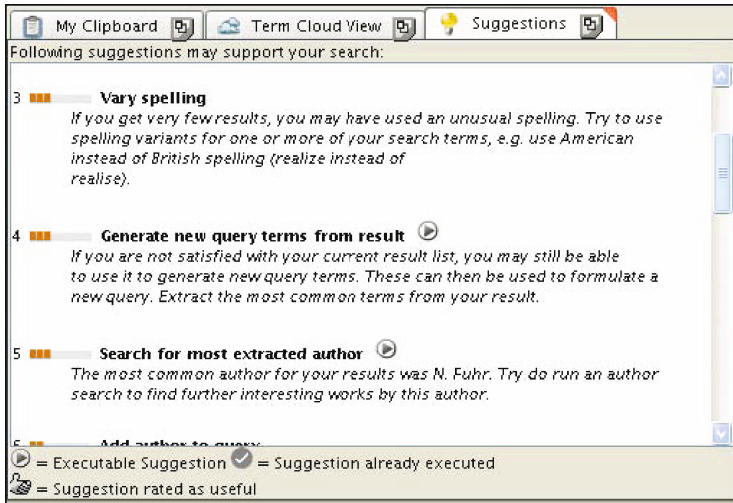 My Clipboard Term Cloud View Suggestions
Following suggestions may support your search:
3 Vary spelling
If you get very few results, you may have used an unusual spelling. Try to use
spelling variants for one or more of your search terms, e.g. use American
instead of British spelling (realize instead of
realise).
4 Generate new query terms from result
If you are not satisfied with your current result list, you may still be able
to use it to generate new query terms. These can then be used to formulate a
new query. Extract the most common terms from your result.
5 Search for most extracted author
The most common author for your results was N. Fuhr. Try do run an author
search to find further interesting works by this author.
6 Add author to query
= Executable Suggestion = Suggestion already executed
= Suggestion rated as useful